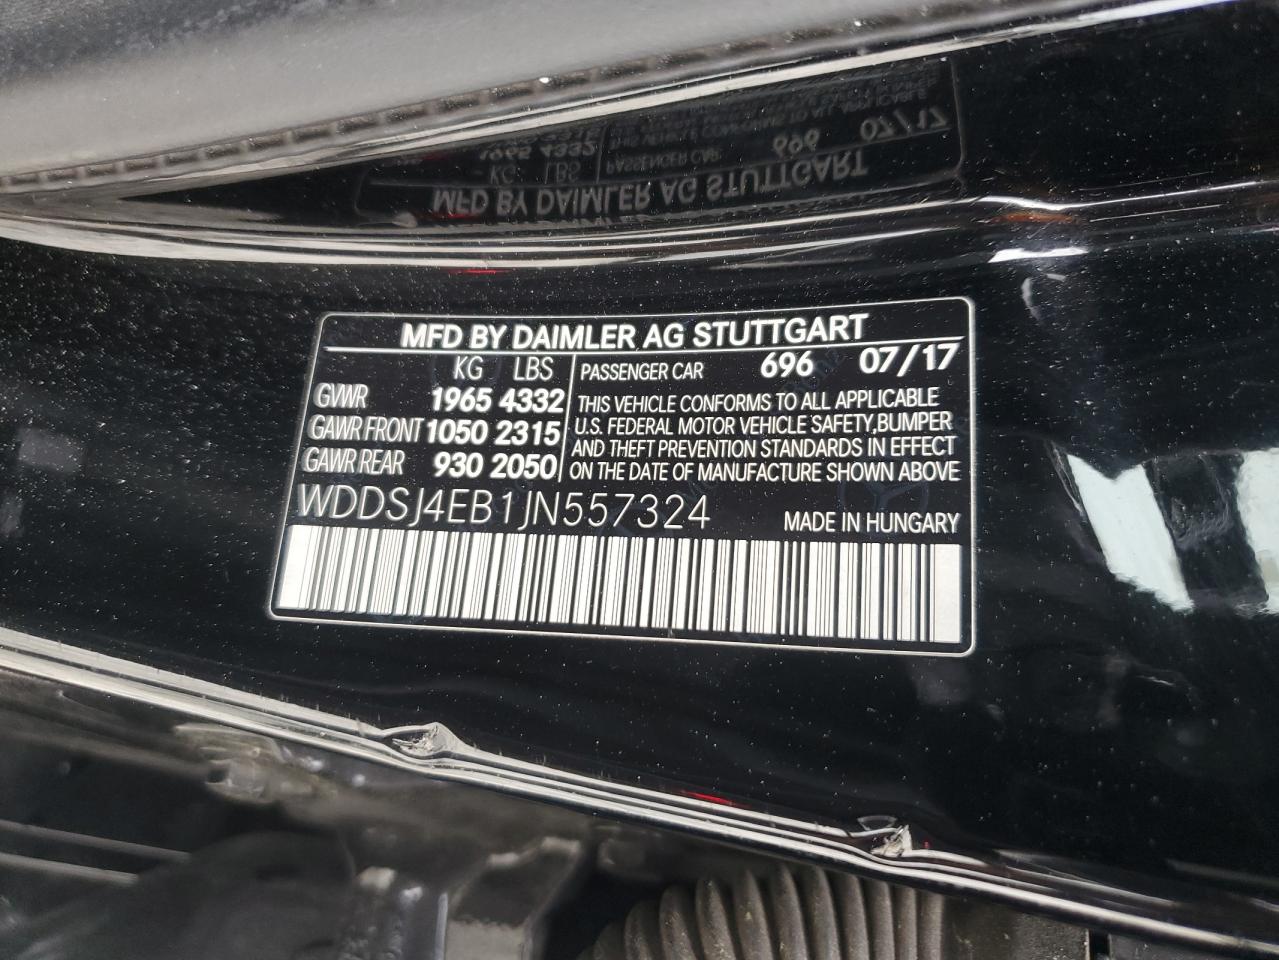 MFD BY DAIMLER AG STUTTGART
KG LBS PASSENGER CAR 696 07/17
GVWR 1965 4332
GAWR FRONT 1050 2315
GAWR REAR 930 2050
THIS VEHICLE CONFORMS TO ALL APPLICABLE
U.S. FEDERAL MOTOR VEHICLE SAFETY, BUMPER
AND THEFT PREVENTION STANDARDS IN EFFECT
ON THE DATE OF MANUFACTURE SHOWN ABOVE
WDDSJ4EB1JN557324 MADE IN HUNGARY